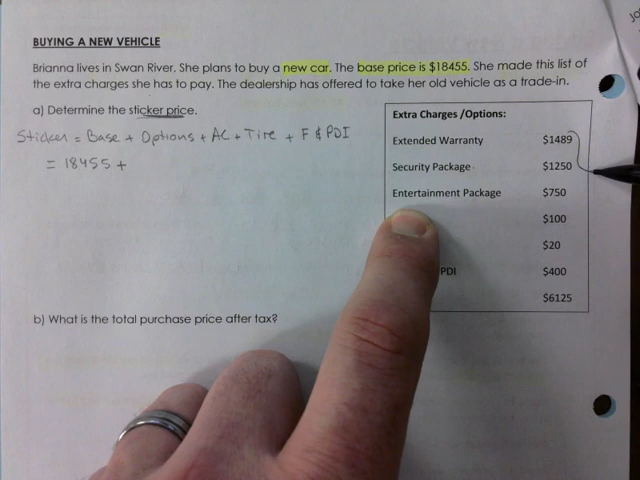 BUYING A NEW VEHICLE
Brianna lives in Swan River. She plans to buy a new car. The base price is $18455. She made this list of
the extra charges she has to pay. The dealership has offered to take her old vehicle as a trade-in.
a) Determine the sticker price.
Sticker = Base + Options + AC + Tire + F & PDI
= 18455 +
Extra Charges /Options:
Extended Warranty $1489
Security Package $1250
Entertainment Package $750
$100
$20
PDI $400
$6125
b) What is the total purchase price after tax?